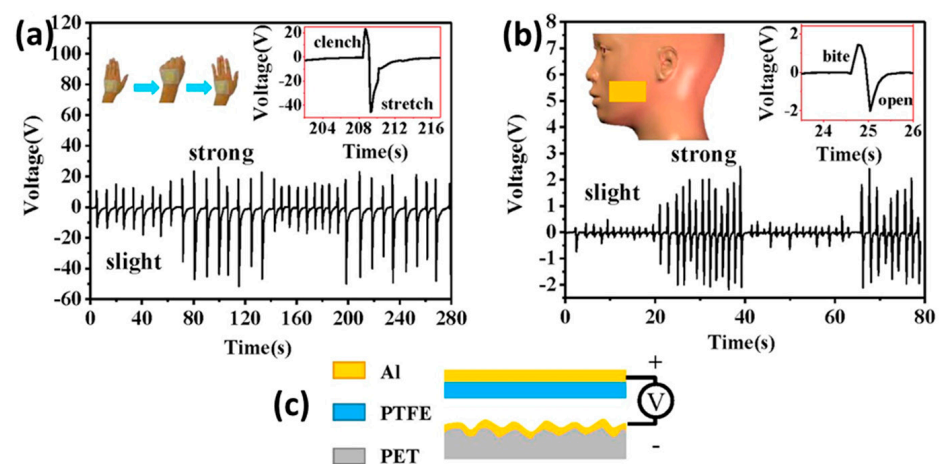 (a)
120
100
80
60
40
20
0
-20
-40
-60
Voltage(V)
0 40 80 120 160 200 240 280
Time(s)
slight
strong
20
0
-20
-40
Voltage(V)
clench
stretch
204 208 212 216
Time(s)
(b)
8
7
6
5
4
3
2
1
0
-1
-2
Voltage(V)
0 20 40 60 80
Time(s)
slight
strong
2
0
-2
Voltage(V)
bite
open
24 25 26
Time(s)
(c)
Al
PTFE
PET
+
V
-